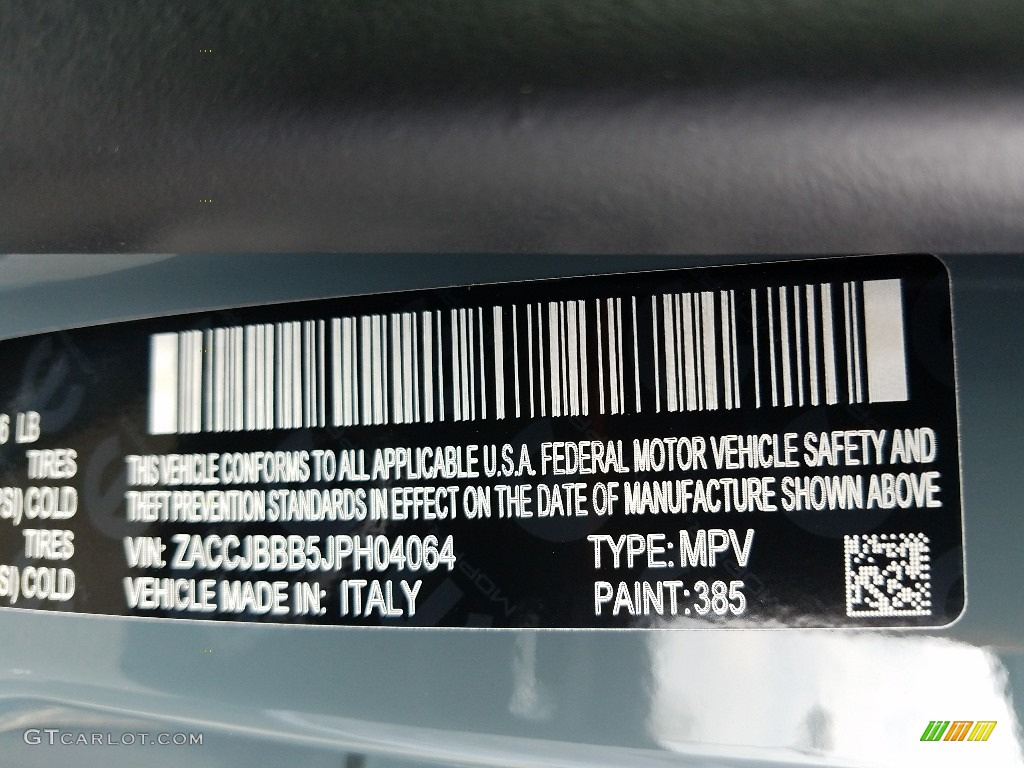 6 LB
TIRES
PSI) COLD
TIRES
SI) COLD
THIS VEHICLE CONFORMS TO ALL APPLICABLE U.S.A. FEDERAL MOTOR VEHICLE SAFETY AND
THEFT PREVENTION STANDARDS IN EFFECT ON THE DATE OF MANUFACTURE SHOWN ABOVE
VIN: ZACCJBBB5JPH04064 TYPE: MPV
VEHICLE MADE IN: ITALY PAINT: 385
GTCARLOT.COM